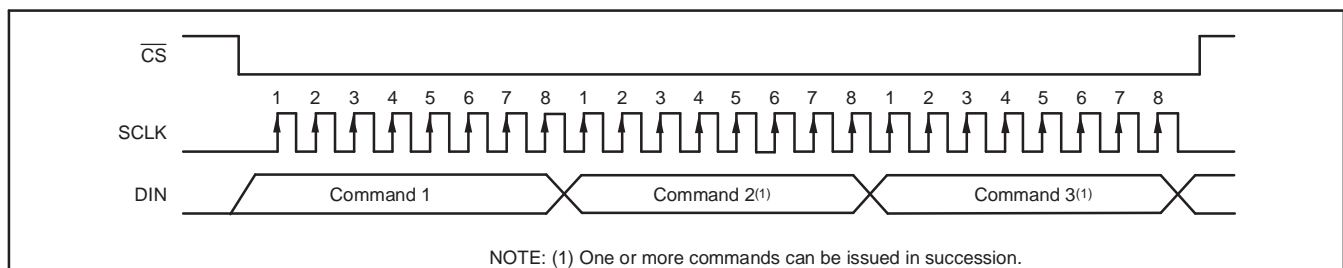 CS
1 2 3 4 5 6 7 8 1 2 3 4 5 6 7 8 1 2 3 4 5 6 7 8
SCLK
DIN Command 1 Command 2(1) Command 3(1)
NOTE: (1) One or more commands can be issued in succession.